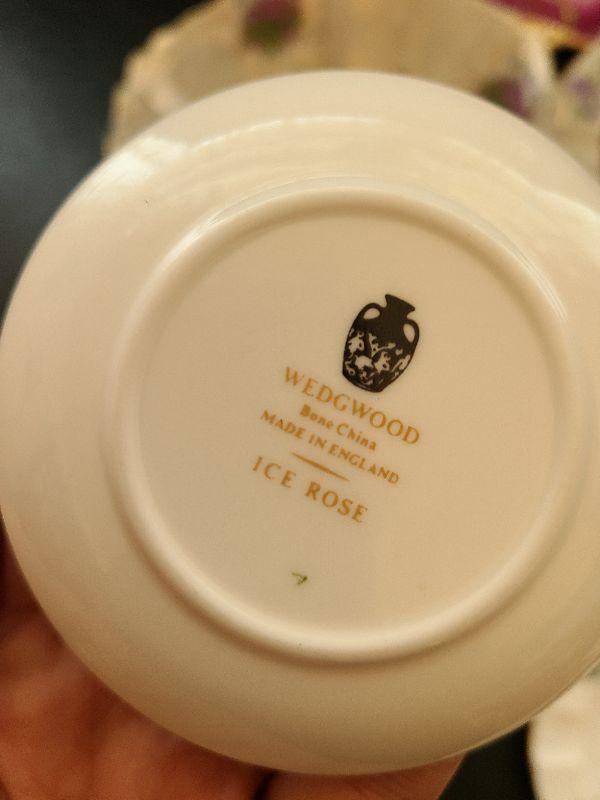 WEDGWOOD
Bone China
MADE IN ENGLAND
ICE ROSE